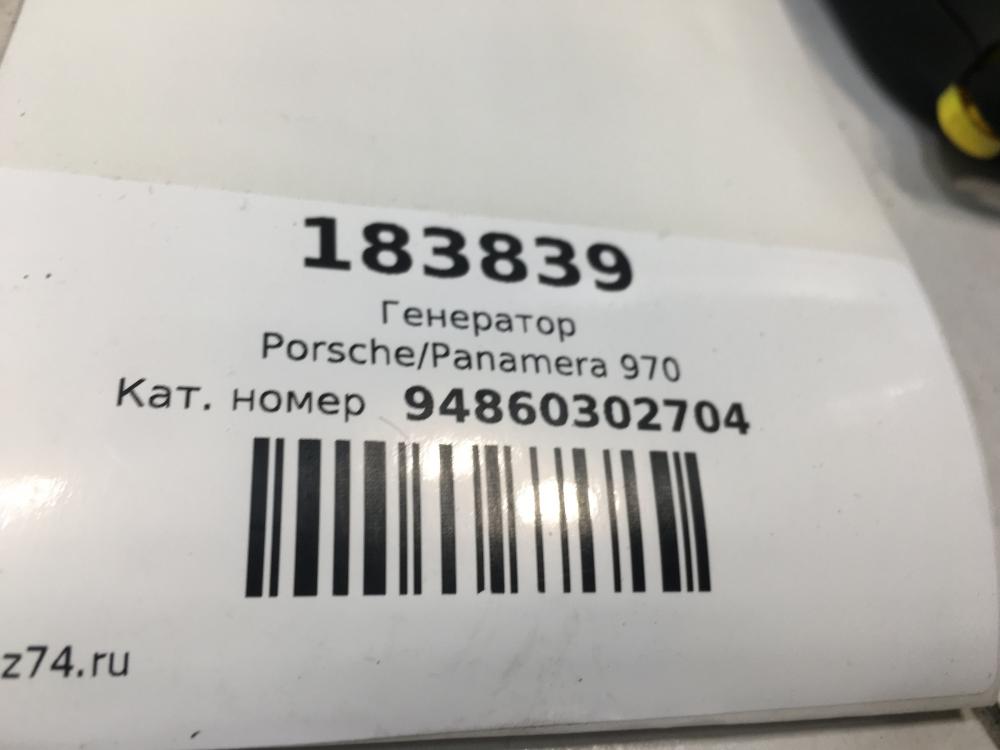 183839
Генератор
Porsche/Panamera 970
Кат. номер 94860302704
z74.ru